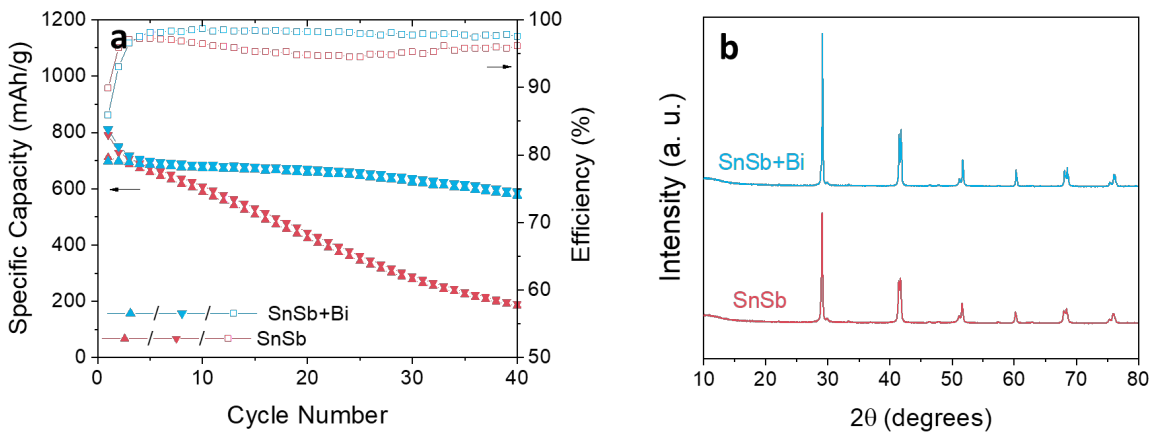 a
Specific Capacity (mAh/g)
1200
1000
800
600
400
200
0
0
10
20
30
40
Cycle Number
100
90
80
70
60
50
Efficiency (%)
/ / SnSb+Bi
/ / SnSb
b
Intensity (a. u.)
SnSb+Bi
SnSb
10
20
30
40
50
60
70
80
2θ (degrees)